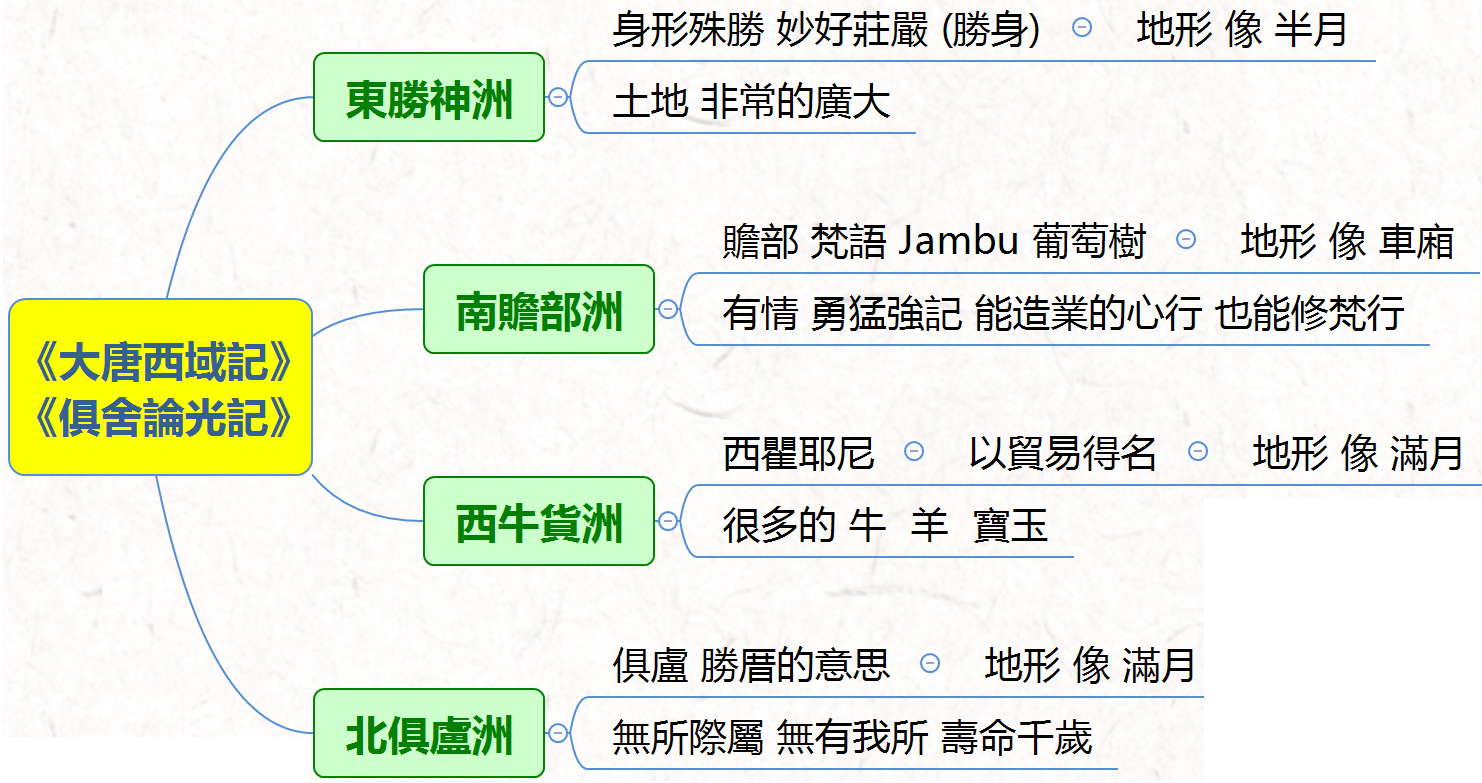 《大唐西域記》
《俱舍論光記》
東勝神洲
身形殊勝 妙好莊嚴 (勝身) 地形 像 半月
土地 非常的廣大
南贍部洲
贍部 梵語 Jambu 葡萄樹 地形 像 車廂
有情 勇猛強記 能造業的心行 也能修梵行
西牛貨洲
西瞿耶尼 以貿易得名 地形 像 滿月
很多的 牛 羊 寶玉
北俱盧洲
俱盧 勝厝的意思 地形 像 滿月
無所際屬 無有我所 壽命千歲